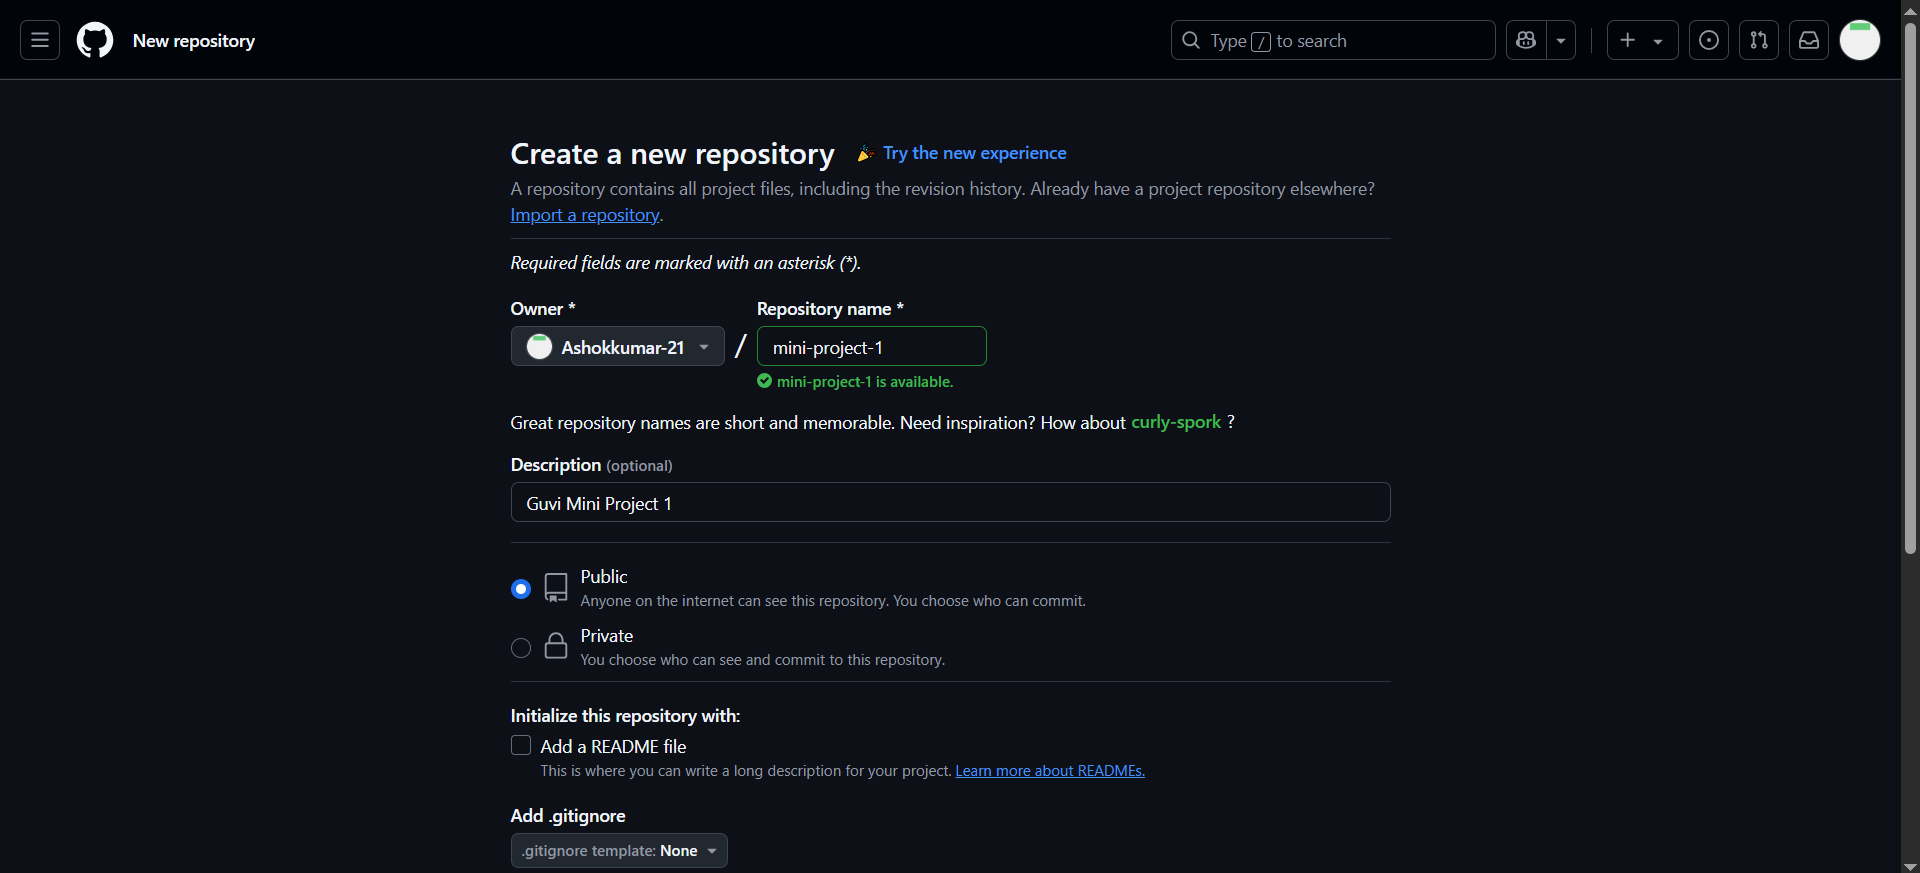 New repository
Type / to search
Create a new repository Try the new experience
A repository contains all project files, including the revision history. Already have a project repository elsewhere?
Import a repository.
Required fields are marked with an asterisk (*).
Owner * Repository name *
Ashokkumar-21 / mini-project-1
mini-project-1 is available.
Great repository names are short and memorable. Need inspiration? How about curly-spork ?
Description (optional)
Guvi Mini Project 1
Public
Anyone on the internet can see this repository. You choose who can commit.
Private
You choose who can see and commit to this repository.
Initialize this repository with:
Add a README file
This is where you can write a long description for your project. Learn more about READMEs.
Add .gitignore
.gitignore template: None